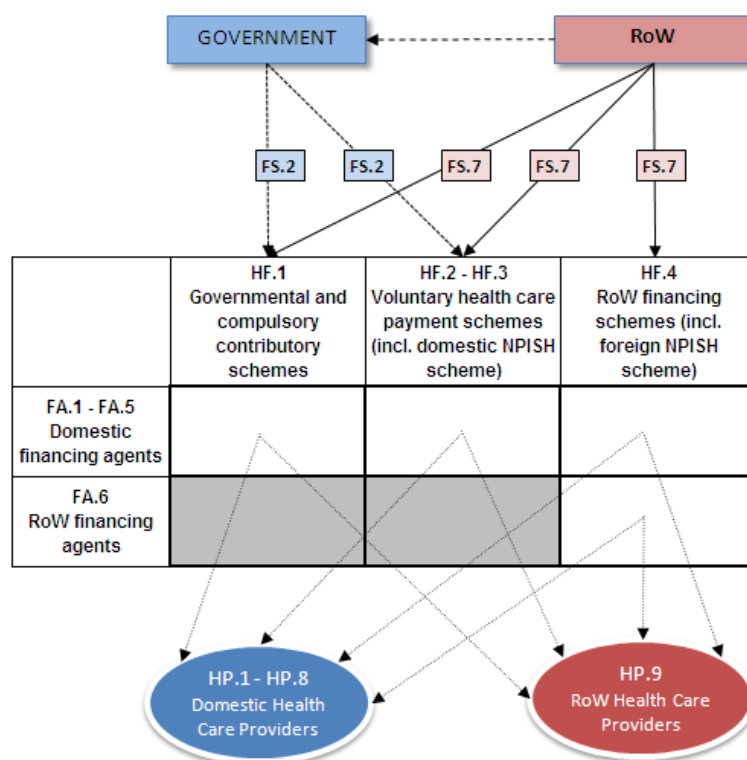 GOVERNMENT
RoW
FS.2
FS.2
FS.7
FS.7
FS.7
HF.1
Governmental and
compulsory
contributory
schemes
HF.2 - HF.3
Voluntary health care
payment schemes
(incl. domestic NPISH
scheme)
HF.4
RoW financing
schemes (incl.
foreign NPISH
scheme)
FA.1 - FA.5
Domestic
financing agents
FA.6
RoW financing
agents
HP.1 - HP.8
Domestic Health
Care Providers
HP.9
RoW Health Care
Providers